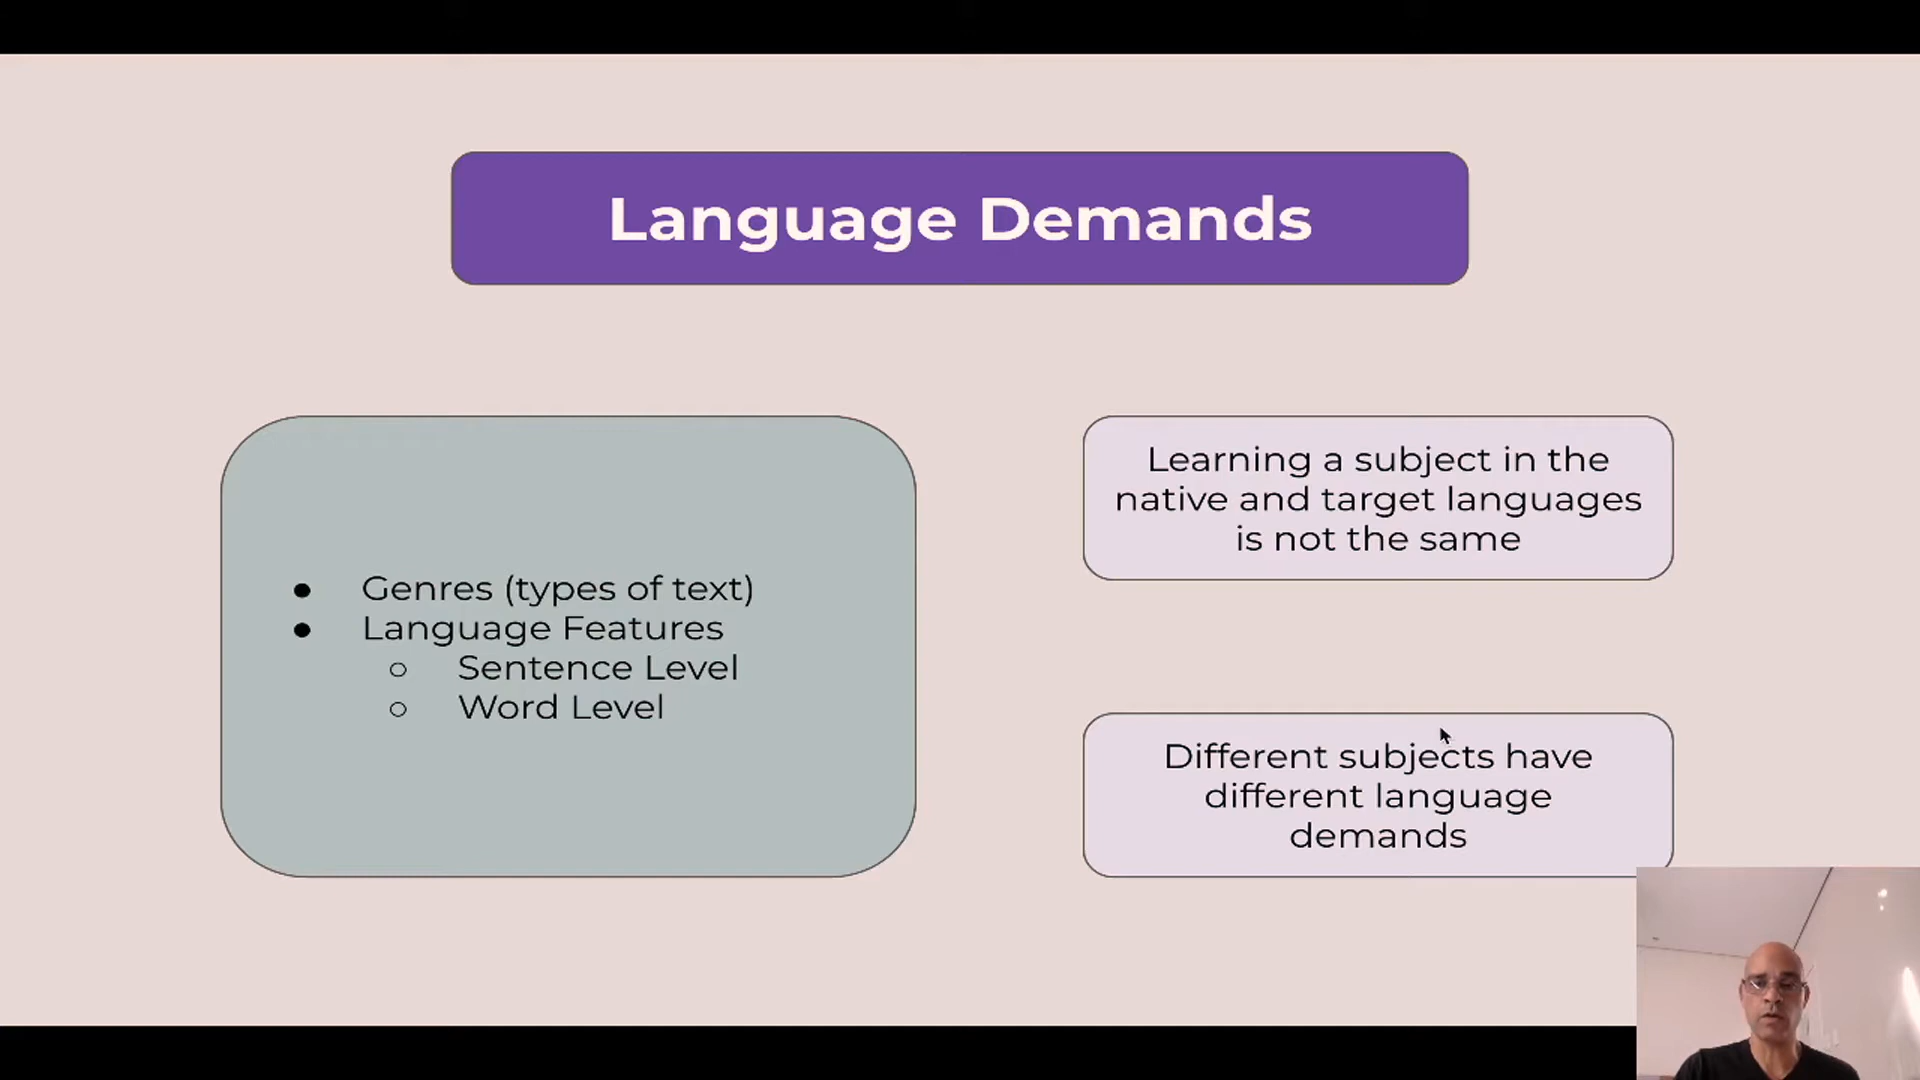 Language Demands
● Genres (types of text)
● Language Features
○ Sentence Level
○ Word Level
Learning a subject in the
native and target languages
is not the same
Different subjects have
different language
demands